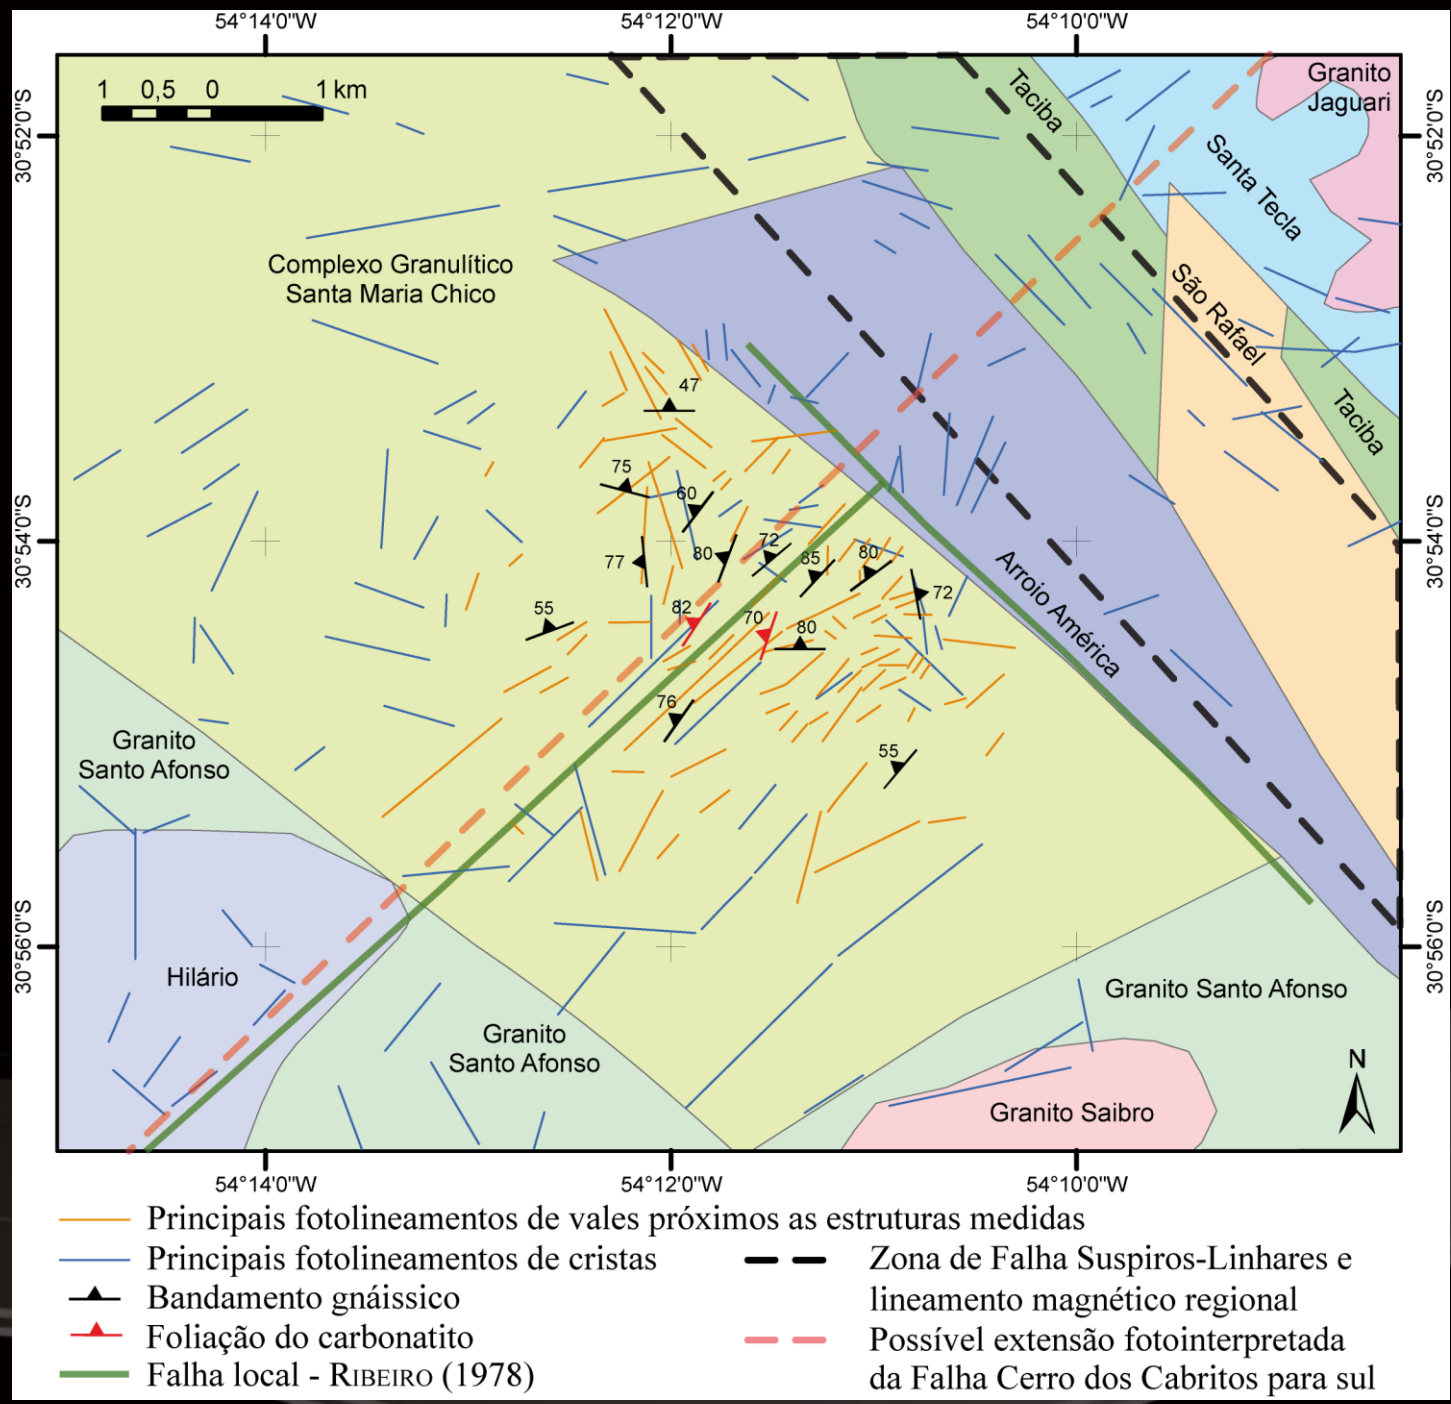 54°14'0"W
54°12'0"W
54°10'0"W
1 0,5 0 1 km
Granito
Jaguari
Taciba
30°52'0"S
30°52'0"S
Santa Tecla
Complexo Granulítico
Santa Maria Chico
São Rafael
47
Taciba
75
60
30°54'0"S
77
80
72
85
80
72
30°54'0"S
Arroio América
55
82
70
80
76
Granito
Santo Afonso
55
30°56'0"S
30°56'0"S
Hilário
Granito Santo Afonso
Granito
Santo Afonso
N
Granito Saibro
54°14'0"W
54°12'0"W
54°10'0"W
Principais fotolineamentos de vales próximos as estruturas medidas
Principais fotolineamentos de cristas
Bandamento gnáissico
Foliação do carbonatito
Falha local - RIBEIRO (1978)
Zona de Falha Suspiros-Linhares e
lineamento magnético regional
Possível extensão fotointerpretada
da Falha Cerro dos Cabritos para sul